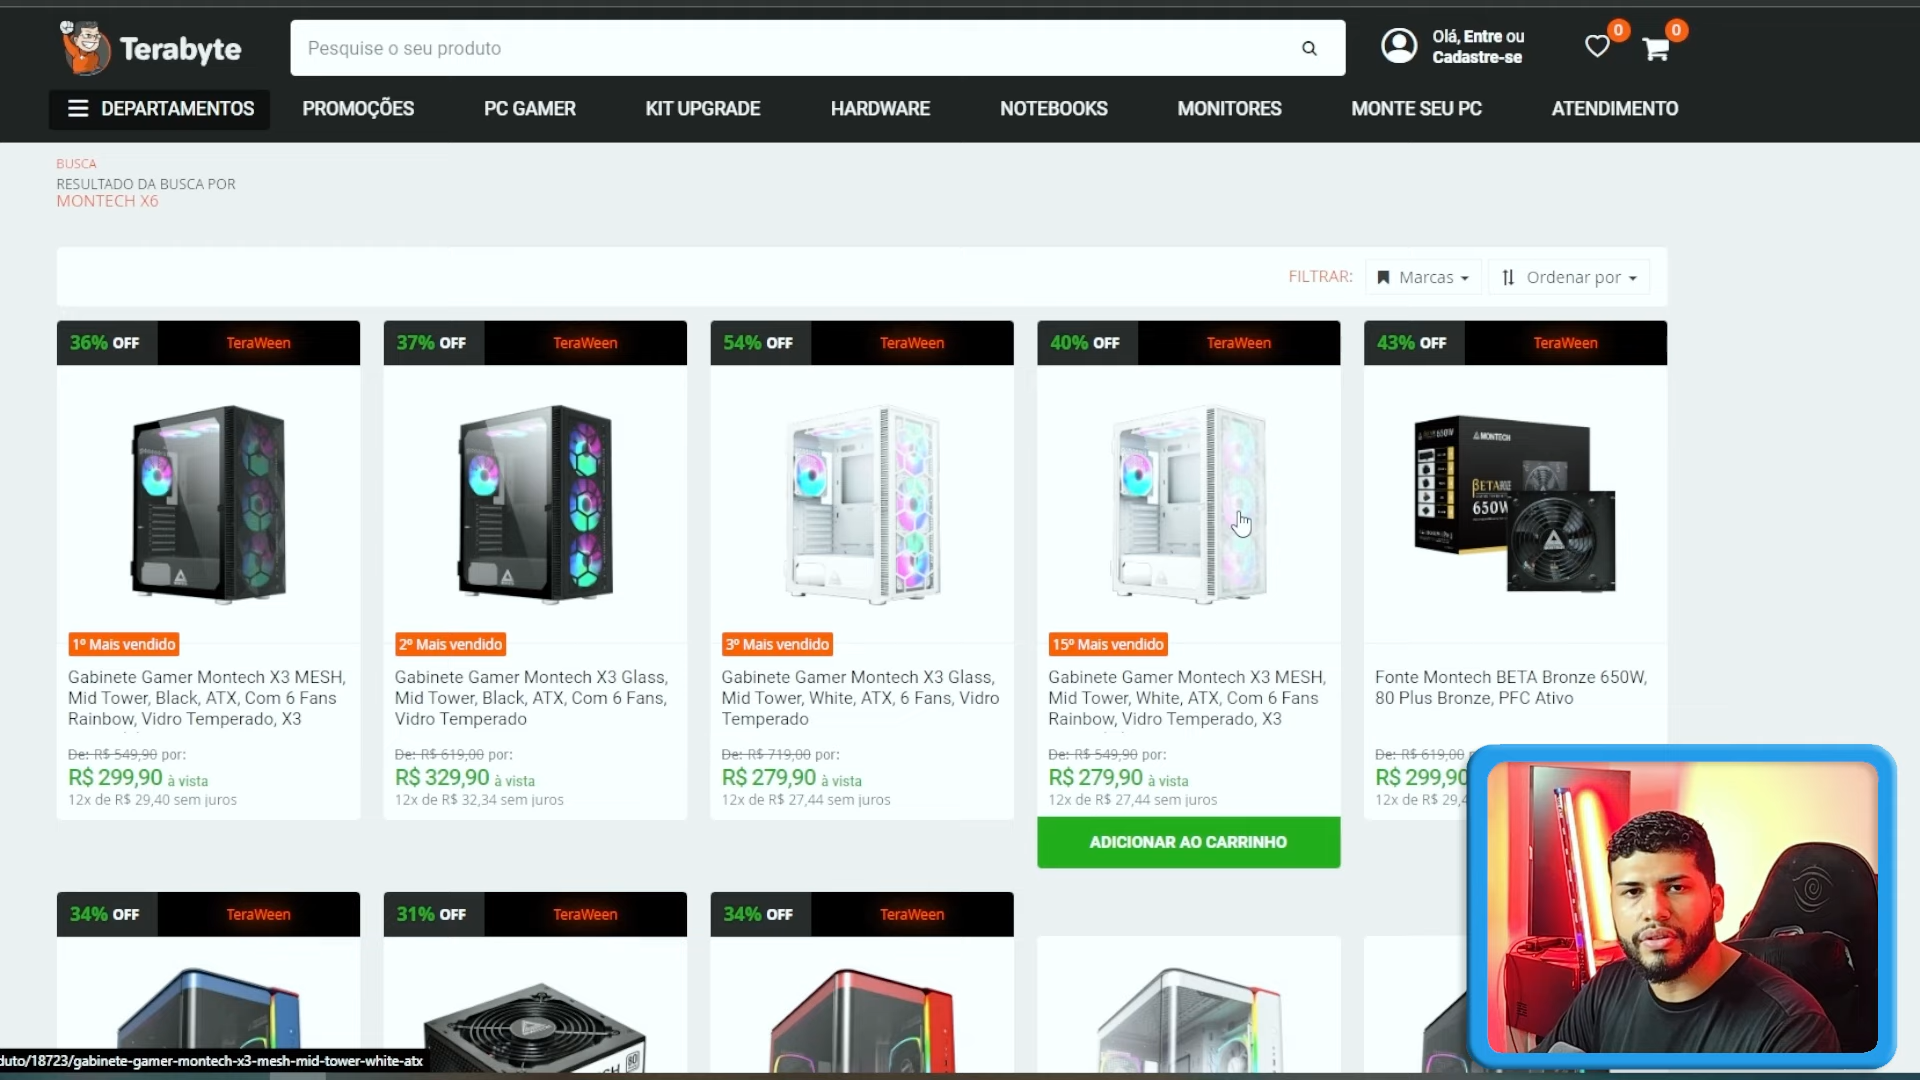 Terabyte
Pesquise o seu produto
Olá, Entre ou
Cadastre-se
0
0
DEPARTAMENTOS
PROMOÇÕES
PC GAMER
KIT UPGRADE
HARDWARE
NOTEBOOKS
MONITORES
MONTE SEU PC
ATENDIMENTO
BUSCA
RESULTADO DA BUSCA POR
MONTECH X6
FILTRAR:
Marcas
Ordenar por
36% OFF
TeraWeen
37% OFF
TeraWeen
54% OFF
TeraWeen
40% OFF
TeraWeen
43% OFF
TeraWeen
MONTECH
BETA
650W
1º Mais vendido
Gabinete Gamer Montech X3 MESH,
Mid Tower, Black, ATX, Com 6 Fans
Rainbow, Vidro Temperado, X3
De: R$ 549,90 por:
R$ 299,90 à vista
12x de R$ 29,40 sem juros
2º Mais vendido
Gabinete Gamer Montech X3 Glass,
Mid Tower, Black, ATX, Com 6 Fans,
Vidro Temperado
De: R$ 619,00 por:
R$ 329,90 à vista
12x de R$ 32,34 sem juros
3º Mais vendido
Gabinete Gamer Montech X3 Glass,
Mid Tower, White, ATX, 6 Fans, Vidro
Temperado
De: R$ 719,00 por:
R$ 279,90 à vista
12x de R$ 27,44 sem juros
15º Mais vendido
Gabinete Gamer Montech X3 MESH,
Mid Tower, White, ATX, Com 6 Fans
Rainbow, Vidro Temperado, X3
De: R$ 549,90 por:
R$ 279,90 à vista
12x de R$ 27,44 sem juros
ADICIONAR AO CARRINHO
Fonte Montech BETA Bronze 650W,
80 Plus Bronze, PFC Ativo
De: R$ 619,00
R$ 299,90
12x de R$ 29,4
34% OFF
TeraWeen
31% OFF
TeraWeen
34% OFF
TeraWeen
duto/18723/gabinete-gamer-montech-x3-mesh-mid-tower-white-atx